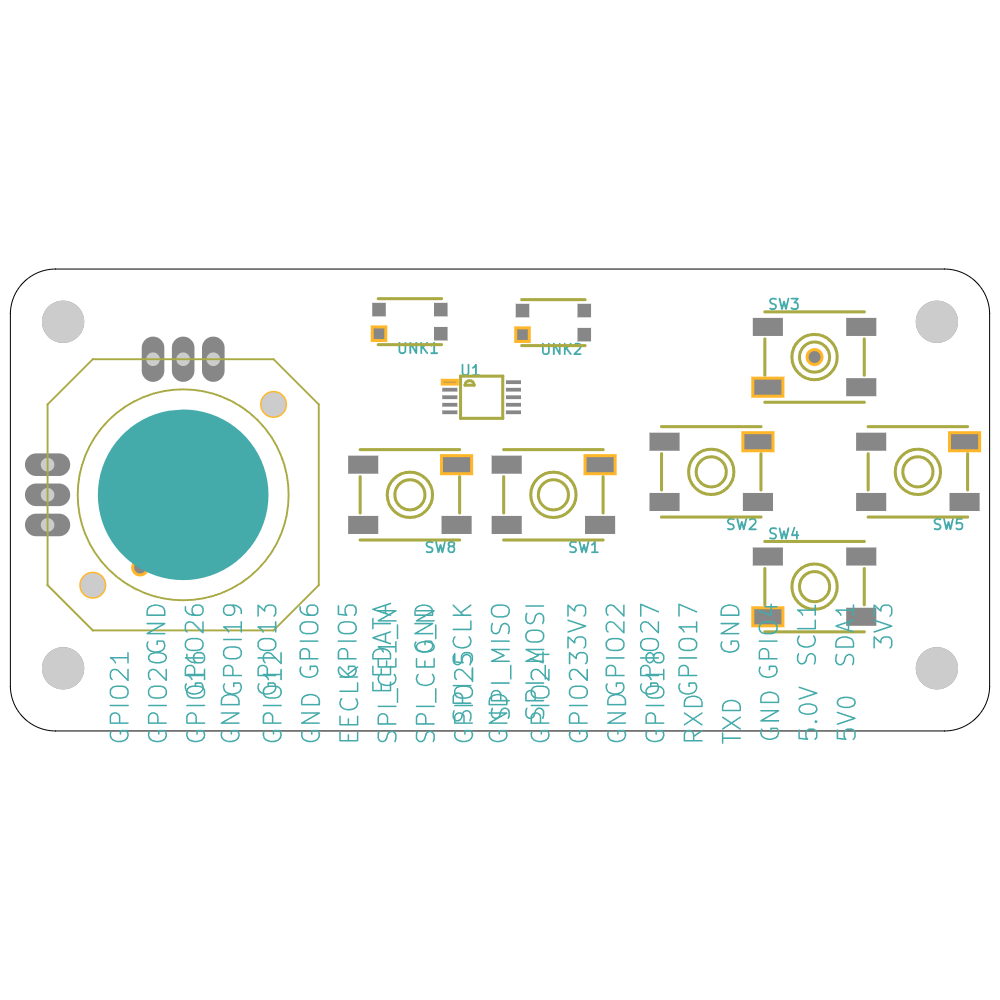 SW3
UNK1
UNK2
U1
SW2
SW5
SW4
SW8
SW1
GND
GPIO26
GPOI19
GPIO13
GPIO6
GPIO5
EEDATA
GND
SPI_SCLK
SPI_MISO
SPI_MOSI
3V3
GPIO22
GPIO27
GPIO17
GND
SCL1
SDA1
3V3
GPIO21
GPIO20
GPIO16
GND
GPIO12
GND
EECLK
SPI_CE1_N
SPI_CE0_N
GPIO25
GND
GPIO24
GPIO23
GND
GPIO18
RXD
TXD
GND
5.0V
5V0